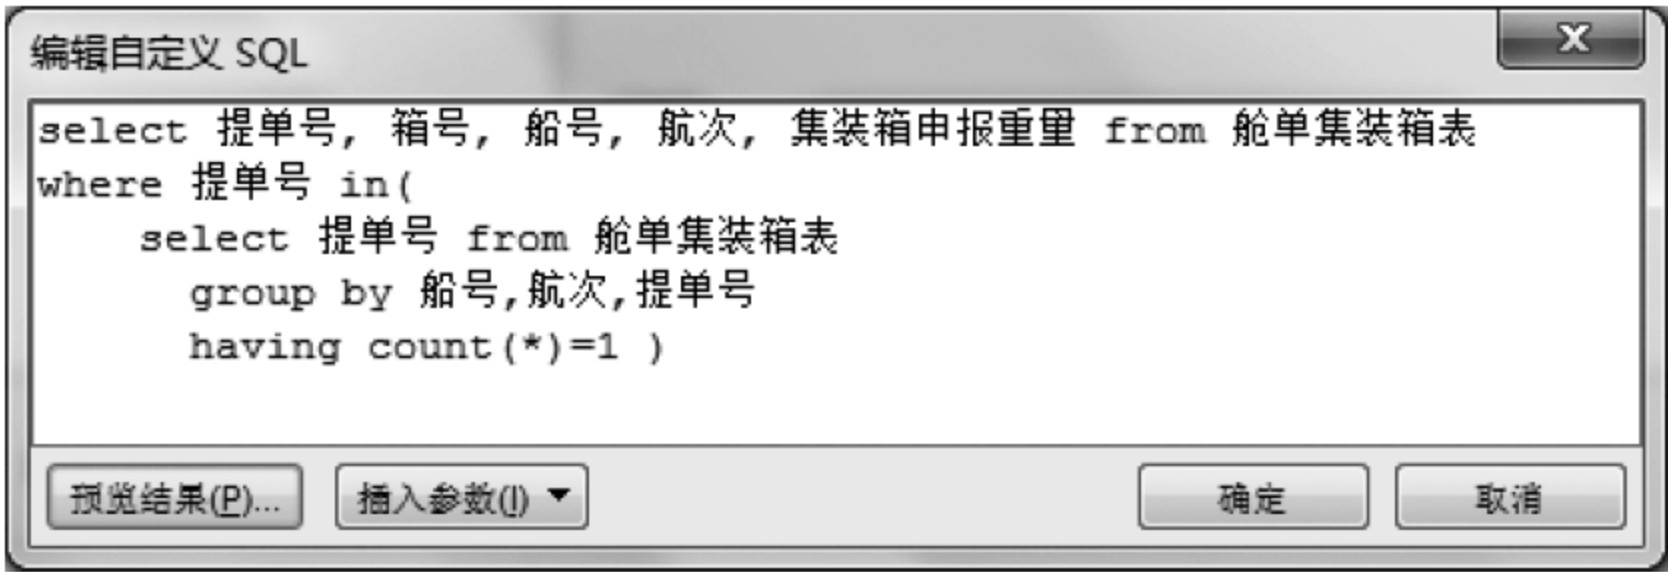 编辑自定义 SQL
select 提单号, 箱号, 船号, 航次, 集装箱申报重量 from 舱单集装箱表
where 提单号 in(
select 提单号 from 舱单集装箱表
group by 船号,航次,提单号
having count(*)=1 )
预览结果(P)... 插入参数(I) 确定 取消